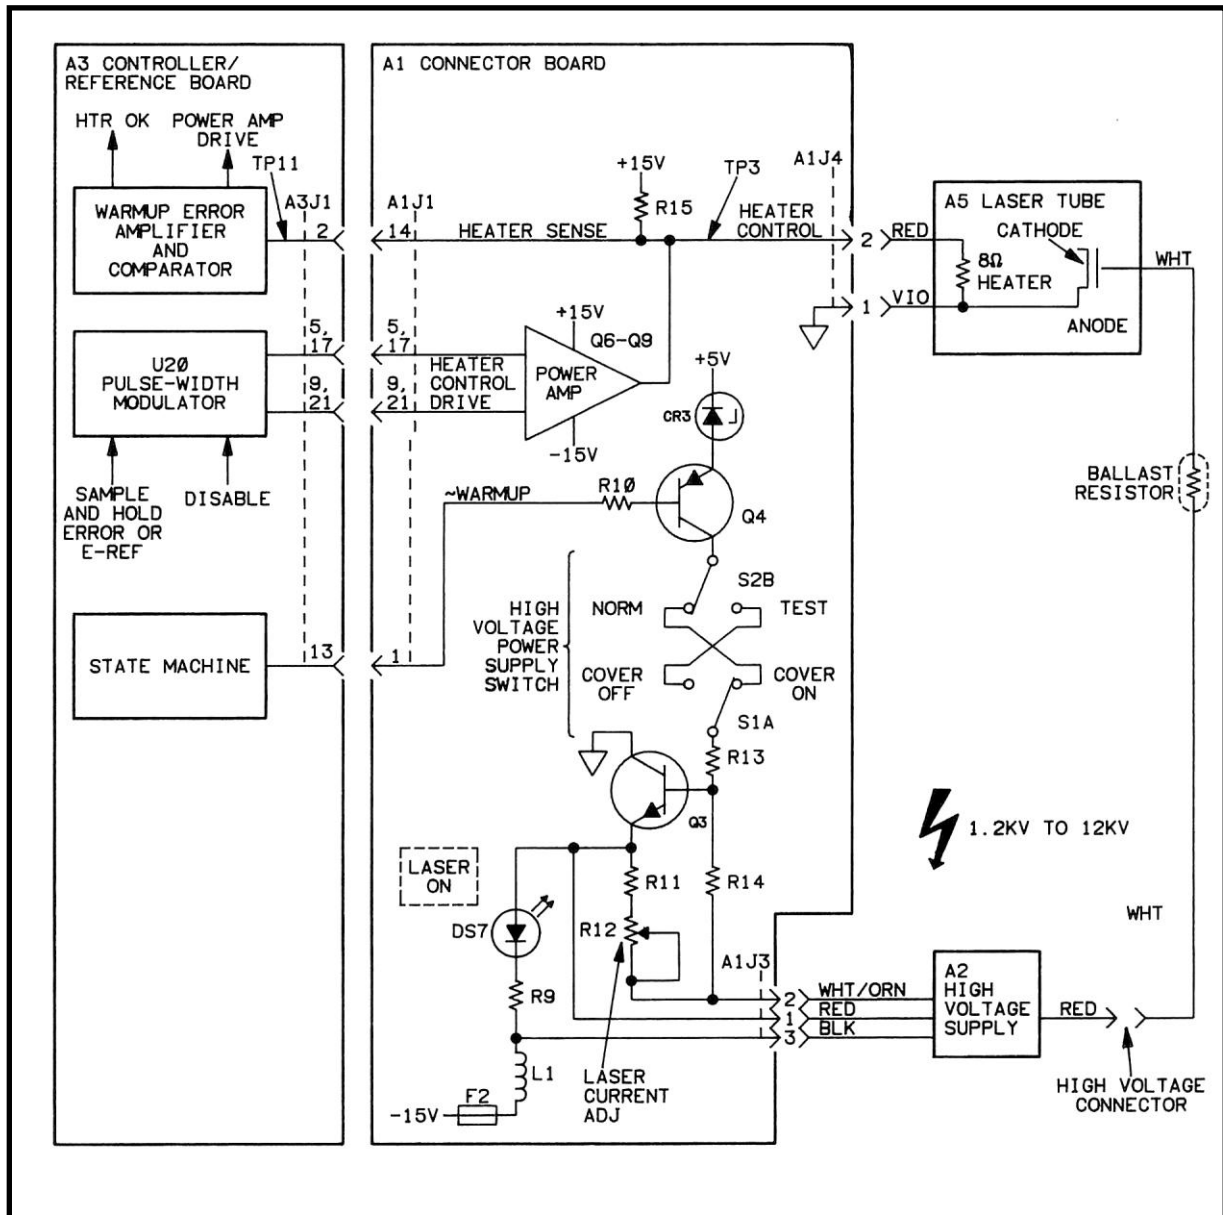 A3 CONTROLLER/
REFERENCE BOARD
HTR OK
POWER AMP
DRIVE
TP11
A3J1
WARMUP ERROR
AMPLIFIER
AND
COMPARATOR
2
5,
17
9,
21
U20
PULSE-WIDTH
MODULATOR
SAMPLE
AND HOLD
ERROR OR
E-REF
DISABLE
STATE MACHINE
13
A1 CONNECTOR BOARD
A1J1
14
HEATER SENSE
+15V
R15
TP3
HEATER
CONTROL
A1J4
5,
17
9,
21
HEATER
CONTROL
DRIVE
+15V
Q6-Q9
POWER
AMP
-15V
+5V
CR3
~WARMUP
R10
Q4
1
HIGH
VOLTAGE
POWER
SUPPLY
SWITCH
S2B
NORM
TEST
COVER
OFF
COVER
ON
S1A
R13
Q3
LASER
ON
R11
R14
DS7
R12
R9
A1J3
L1
F2
-15V
LASER
CURRENT
ADJ
2
RED
1
VIO
A5 LASER TUBE
CATHODE
8Ω
HEATER
ANODE
WHT
BALLAST
RESISTOR
1.2KV TO 12KV
WHT
2
WHT/ORN
1
RED
3
BLK
A2
HIGH
VOLTAGE
SUPPLY
RED
HIGH VOLTAGE
CONNECTOR